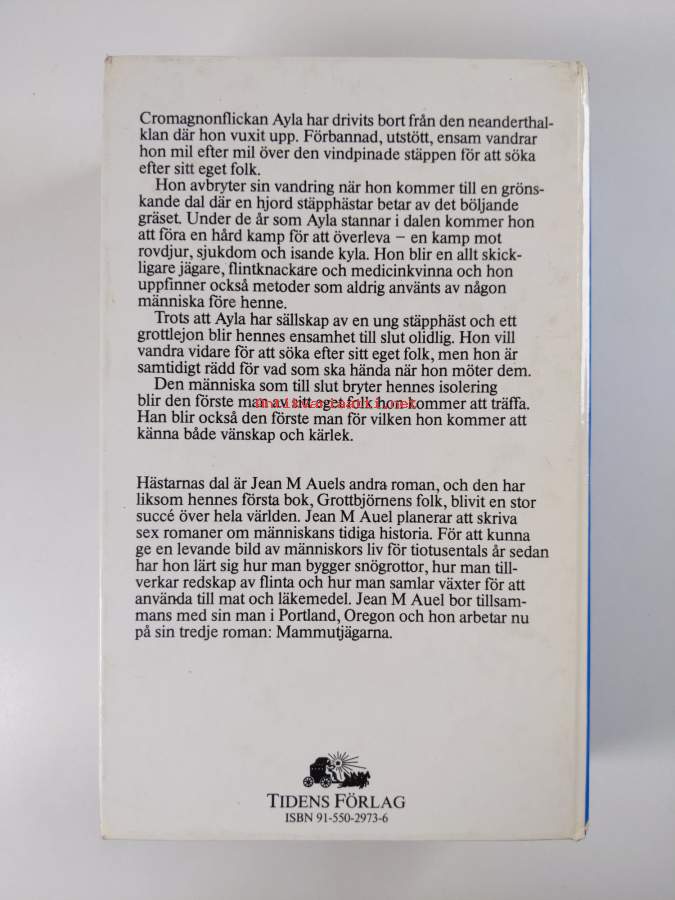 Cromagnonflickan Ayla har drivits bort från den neanderthal-
klan där hon vuxit upp. Förbannad, utstött, ensam vandrar
hon mil efter mil över den vindpinade stäppen för att söka
efter sitt eget folk.
Hon avbryter sin vandring när hon kommer till en gröns-
kande dal där en hjord stäpphästar betar av det böljande
gräset. Under de år som Ayla stannar i dalen kommer hon
att föra en hård kamp för att överleva – en kamp mot
rovdjur, sjukdom och isande kyla. Hon blir en allt skick-
ligare jägare, flintknackare och medicinkvinna och hon
uppfinner också metoder som aldrig använts av någon
människa före henne.
Trots att Ayla har sällskap av en ung stäpphäst och ett
grottlejon blir hennes ensamhet till slut olidlig. Hon vill
vandra vidare för att söka efter sitt eget folk, men hon är
samtidigt rädd för vad som ska hända när hon möter dem.
Den människa som till slut bryter hennes isolering
blir den förste man av sitt eget folk hon kommer att träffa.
antikvariaatti.net
Han blir också den förste man för vilken hon kommer att
känna både vänskap och kärlek.
Hästarnas dal är Jean M Auels andra roman, och den har
liksom hennes första bok, Grottbjörnens folk, blivit en stor
succé över hela världen. Jean M Auel planerar att skriva
sex romaner om människans tidiga historia. För att kunna
ge en levande bild av människors liv för tiotusentals år sedan
har hon lärt sig hur man bygger snögrottor, hur man till-
verkar redskap av flinta och hur man samlar växter för att
använda till mat och läkemedel. Jean M Auel bor tillsam-
mans med sin man i Portland, Oregon och hon arbetar nu
på sin tredje roman: Mammutjägarna.
TIDENS FÖRLAG
ISBN 91-550-2973-6